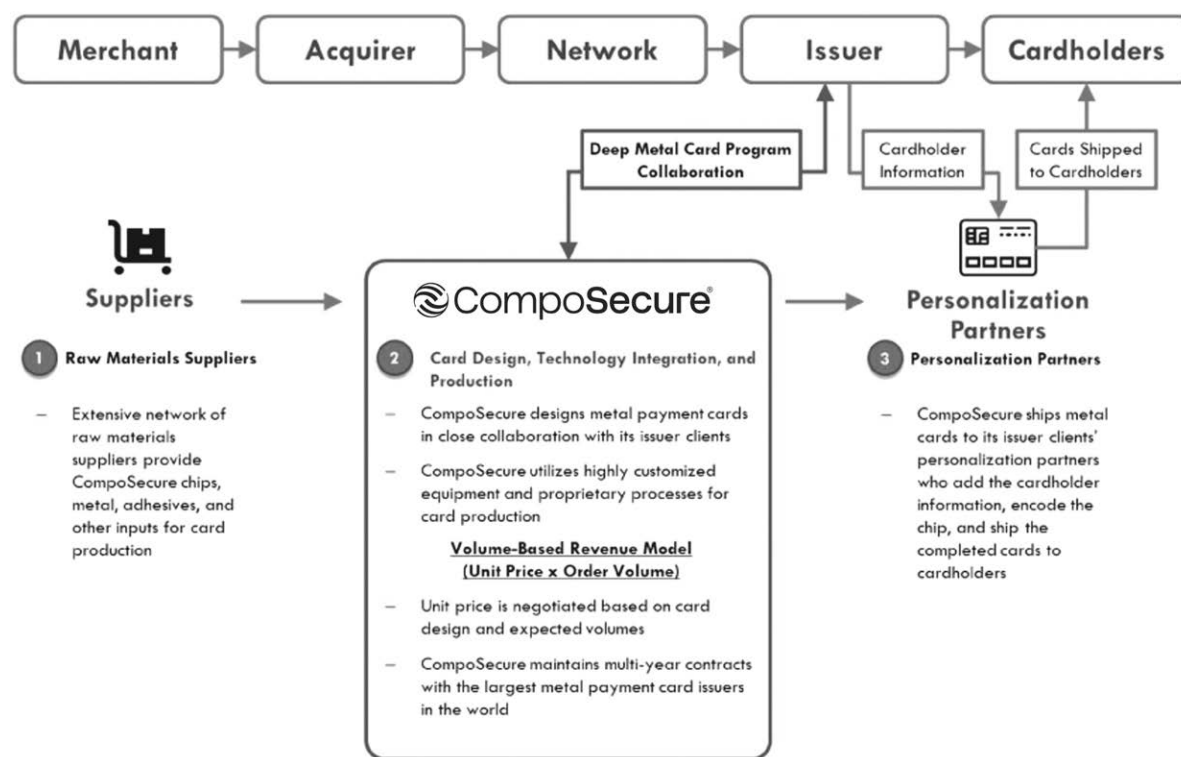 Merchant
Acquirer
Network
Issuer
Cardholders
Deep Metal Card Program
Collaboration
Cardholder
Information
Cards Shipped
to Cardholders
Suppliers
CompoSecure®
Personalization
Partners
1 Raw Materials Suppliers
– Extensive network of
raw materials
suppliers provide
CompoSecure chips,
metal, adhesives, and
other inputs for card
production
2 Card Design, Technology Integration, and
Production
– CompoSecure designs metal payment cards
in close collaboration with its issuer clients
– CompoSecure utilizes highly customized
equipment and proprietary processes for
card production
Volume-Based Revenue Model
(Unit Price x Order Volume)
– Unit price is negotiated based on card
design and expected volumes
– CompoSecure maintains multi-year contracts
with the largest metal payment card issuers
in the world
3 Personalization Partners
– CompoSecure ships metal
cards to its issuer clients'
personalization partners
who add the cardholder
information, encode the
chip, and ship the
completed cards to
cardholders